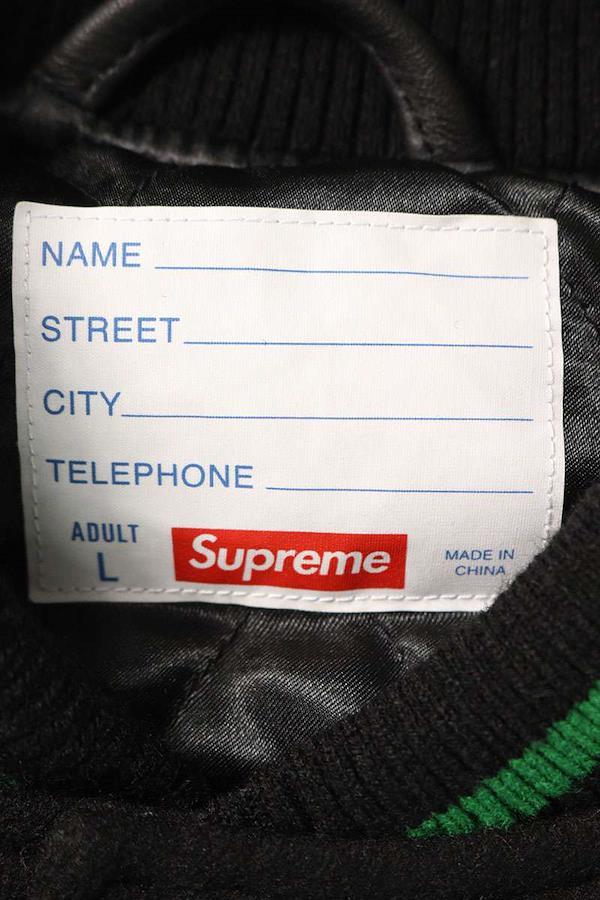 NAME
STREET
CITY
TELEPHONE
ADULT
L
Supreme
MADE IN
CHINA